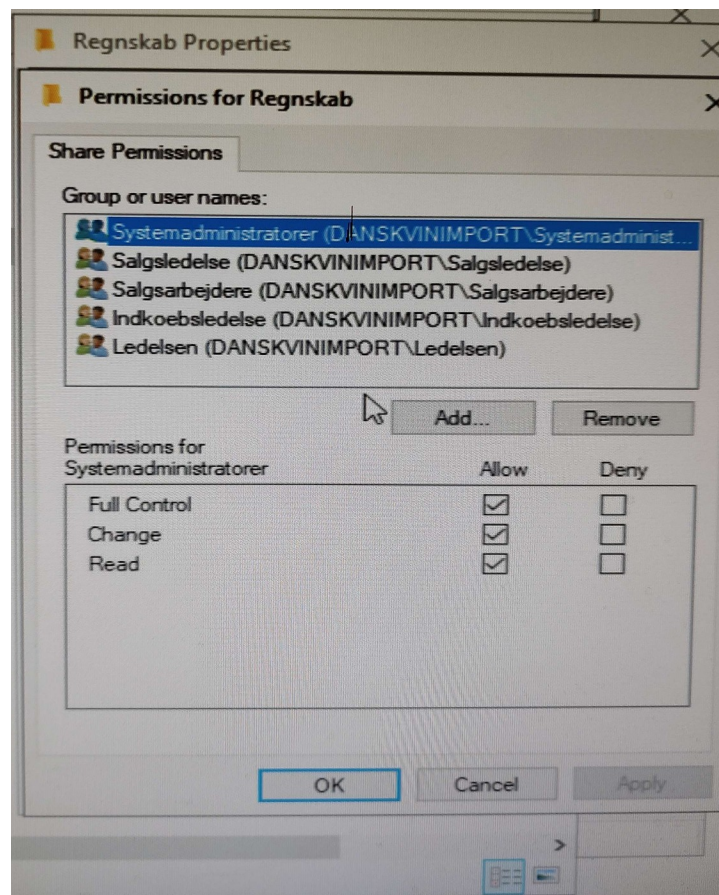 Regnskab Properties
Permissions for Regnskab
Share Permissions
Group or user names:
Systemadministratorer (DANSKVINIMPORT\Systemadminist...
Salgsledelse (DANSKVINIMPORT\Salgsledelse)
Salgsarbejdere (DANSKVINIMPORT\Salgsarbejdere)
Indkoebsledelse (DANSKVINIMPORT\Indkoebsledelse)
Ledelsen (DANSKVINIMPORT\Ledelsen)
Add... Remove
Permissions for
Systemadministratorer Allow Deny
Full Control
Change
Read
OK Cancel Apply